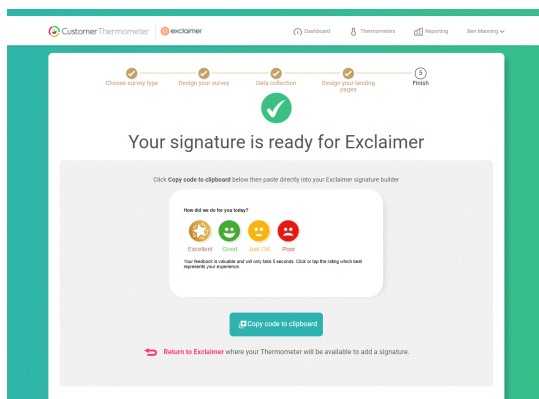 CustomerThermometer exclaimer Dashboard Thermometers Reporting Ben Manning
5
Choose survey type Design your survey Data collection Design your landing Finish
pages
Your signature is ready for Exclaimer
Click Copy code to clipboard below then paste directly into your Exclaimer signature builder
How did we do for you today?
Excellent Good Just OK Poor
Your feedback is valuable and will only take 5 seconds. Click or tap the rating which best
represents your experience.
Copy code to clipboard
Return to Exclaimer where your Thermometer will be available to add a signature.